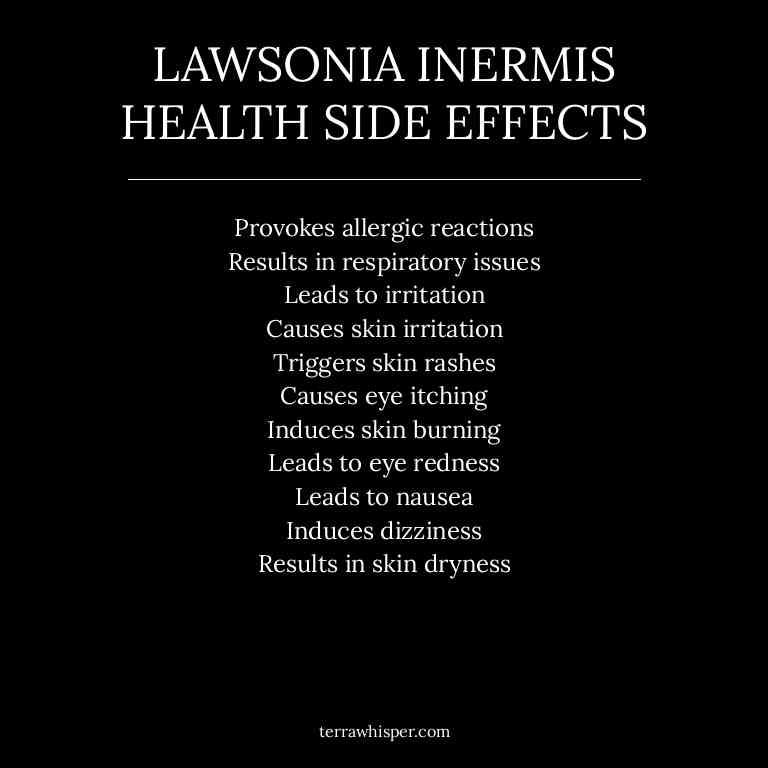 LAWSONIA INERMIS
HEALTH SIDE EFFECTS
Provokes allergic reactions
Results in respiratory issues
Leads to irritation
Causes skin irritation
Triggers skin rashes
Causes eye itching
Induces skin burning
Leads to eye redness
Leads to nausea
Induces dizziness
Results in skin dryness
terrawhisper.com